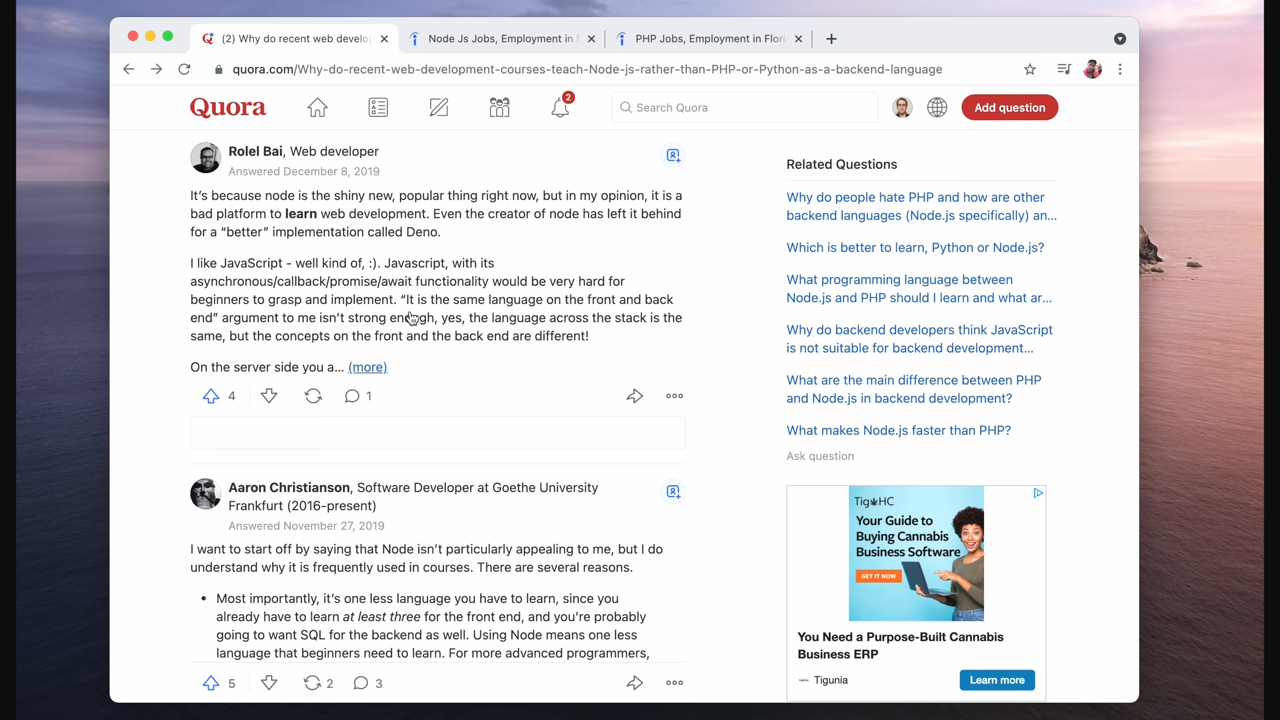 (2) Why do recent web develo
Node Js Jobs, Employment in F
PHP Jobs, Employment in Flori
quora.com/Why-do-recent-web-development-courses-teach-Node-js-rather-than-PHP-or-Python-as-a-backend-language
Quora
2
Search Quora
Add question
Rolel Bai, Web developer
Answered December 8, 2019
It’s because node is the shiny new, popular thing right now, but in my opinion, it is a
bad platform to learn web development. Even the creator of node has left it behind
for a “better” implementation called Deno.
I like JavaScript - well kind of, :). Javascript, with its
asynchronous/callback/promise/await functionality would be very hard for
beginners to grasp and implement. “It is the same language on the front and back
end” argument to me isn’t strong enough, yes, the language across the stack is the
same, but the concepts on the front and the back end are different!
On the server side you a... (more)
4
1
Aaron Christianson, Software Developer at Goethe University
Frankfurt (2016-present)
Answered November 27, 2019
I want to start off by saying that Node isn’t particularly appealing to me, but I do
understand why it is frequently used in courses. There are several reasons.
• Most importantly, it’s one less language you have to learn, since you
already have to learn at least three for the front end, and you’re probably
going to want SQL for the backend as well. Using Node means one less
language that beginners need to learn. For more advanced programmers,
5
2
3
Related Questions
Why do people hate PHP and how are other
backend languages (Node.js specifically) an...
Which is better to learn, Python or Node.js?
What programming language between
Node.js and PHP should I learn and what ar...
Why do backend developers think JavaScript
is not suitable for backend development...
What are the main difference between PHP
and Node.js in backend development?
What makes Node.js faster than PHP?
Ask question
Your Guide to
Buying Cannabis
Business Software
GET IT NOW
You Need a Purpose-Built Cannabis
Business ERP
Tigunia
Learn more